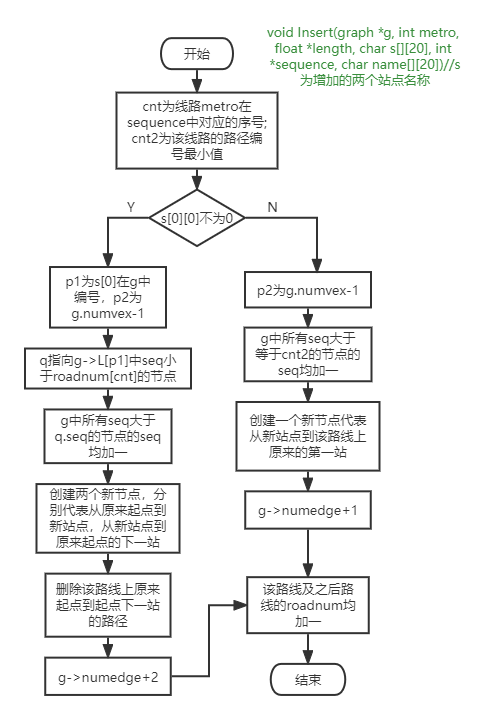 void Insert(graph *g, int metro,
float *length, char s[][20], int
*sequence, char name[][20])//s
为增加的两个站点名称
开始
cnt为线路metro在
sequence中对应的序号;
cnt2为该线路的路径编
号最小值
s[0][0]不为0
Y
N
p1为s[0]在g中
编号，p2为
g.numvex-1
q指向g->L[p1]中seq小
于roadnum[cnt]的节点
g中所有seq大于
q.seq的节点的seq
均加一
创建两个新节点，分
别代表从原来起点到
新站点，从新站点到
原来起点的下一站
删除该路线上原来
起点到起点下一站
的路径
g->numedge+2
p2为g.numvex-1
g中所有seq大于
等于cnt2的节点的
seq均加一
创建一个新节点代表
从新站点到该路线上
原来的第一站
g->numedge+1
该路线及之后路
线的roadnum均
加一
结束